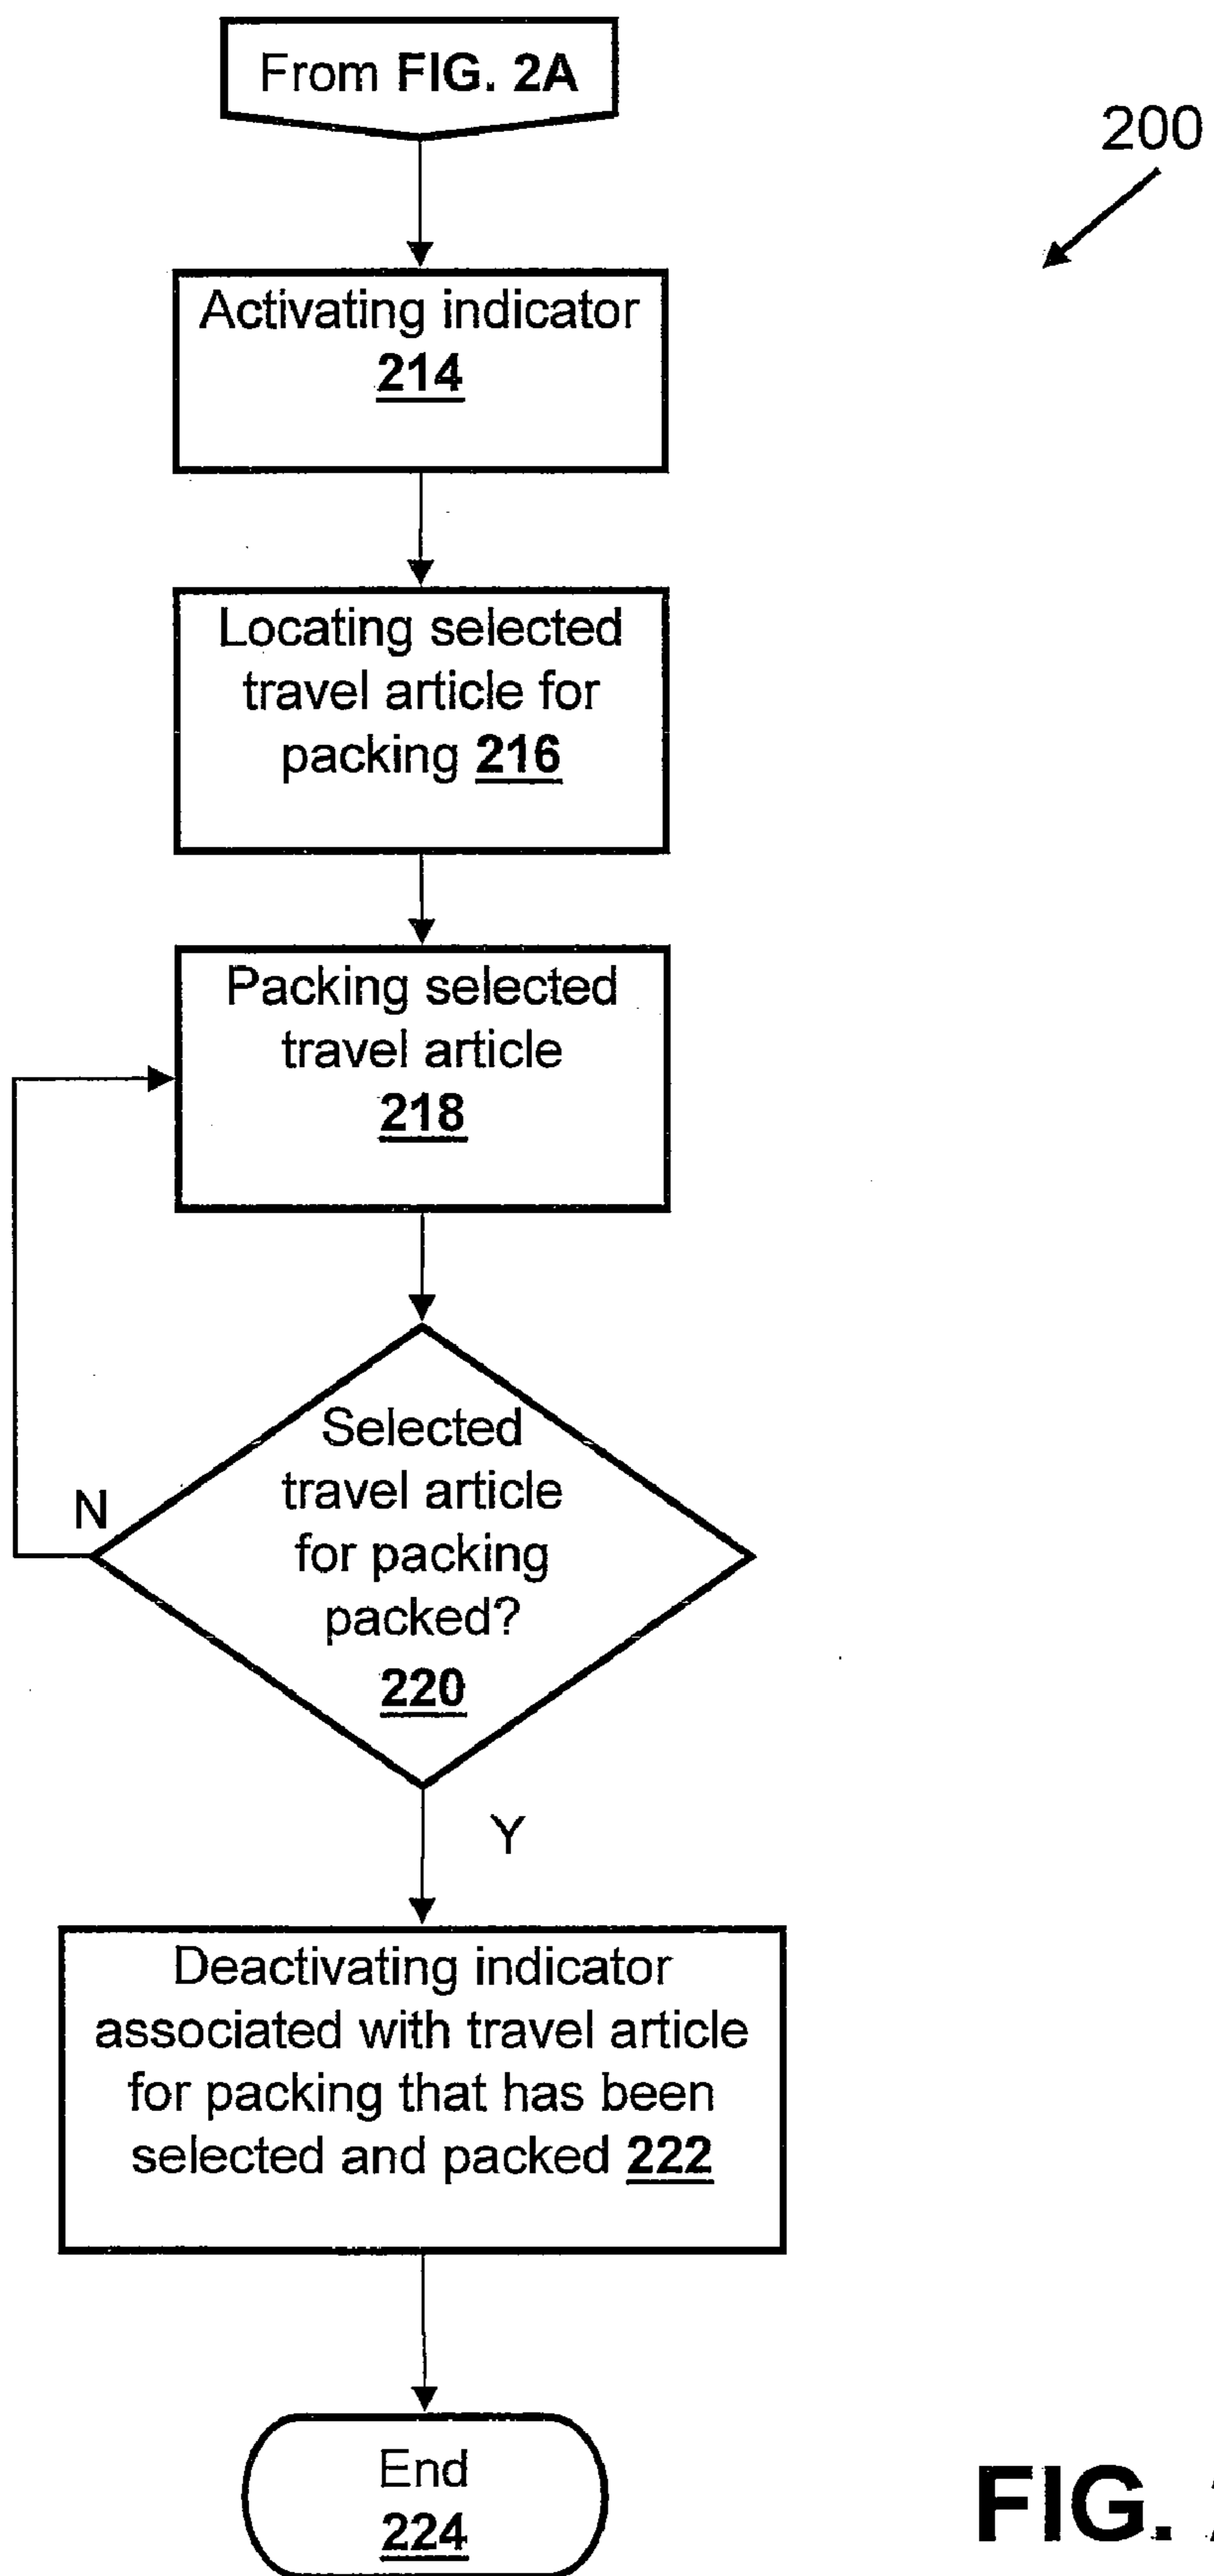 From FIG. 2A
200
Activating indicator
214
Locating selected
travel article for
packing 216
Packing selected
travel article
218
Selected
travel article
for packing
packed?
220
N
Y
Deactivating indicator
associated with travel article
for packing that has been
selected and packed 222
End
224
FIG.